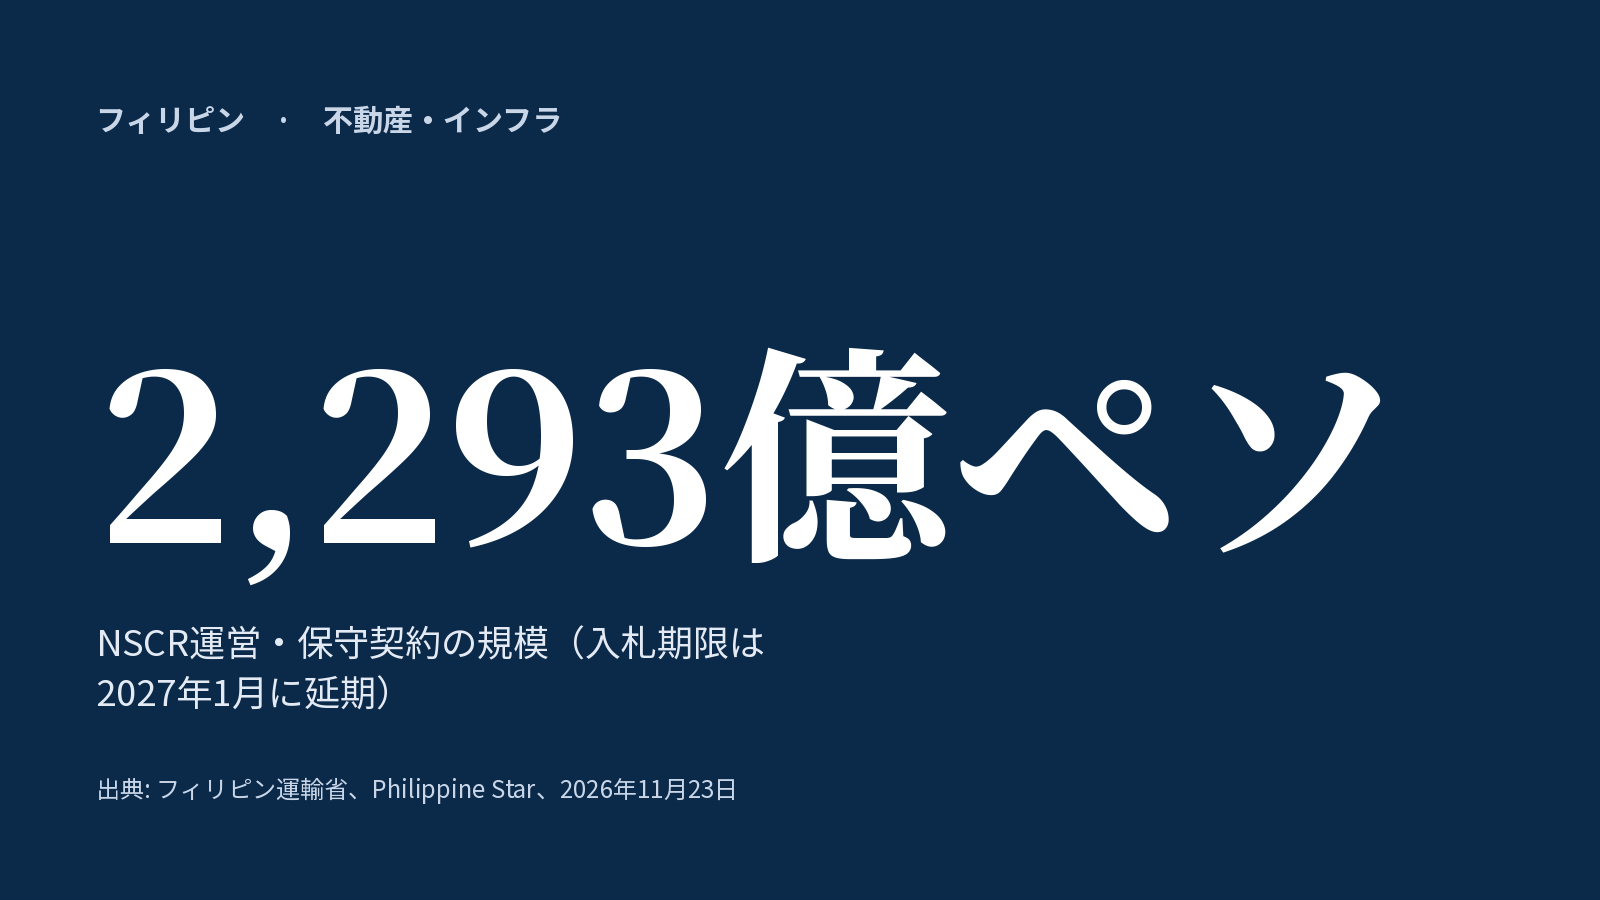 フィリピン · 不動産・インフラ
2,293億ペソ
NSCR運営・保守契約の規模（入札期限は
2027年1月に延期）
出典: フィリピン運輸省、Philippine Star、2026年11月23日